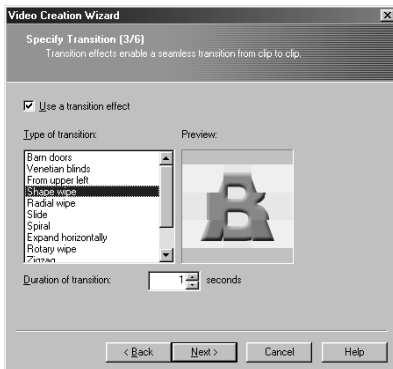 Video Creation Wizard
Specify Transition (3/6)
Transition effects enable a seamless transition from clip to clip.
Use a transition effect
Type of transition:
Preview:
Barn doors
Venetian blinds
From upper left
Shape wipe
Radial wipe
Slide
Spiral
Expand horizontally
Rotary wipe
Zigzag
A
B
Duration of transition:
1 seconds
< Back
Next >
Cancel
Help